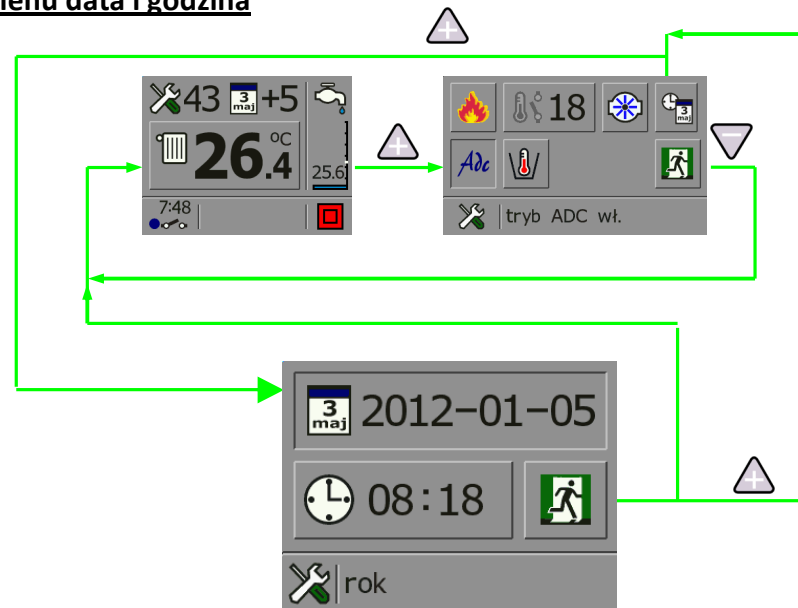 menu data i godzina
43 3 maj +5
26.4 °C
25.6
7:48
18 3 maj
Adc
tryb ADC wł.
3 maj 2012-01-05
08:18
rok